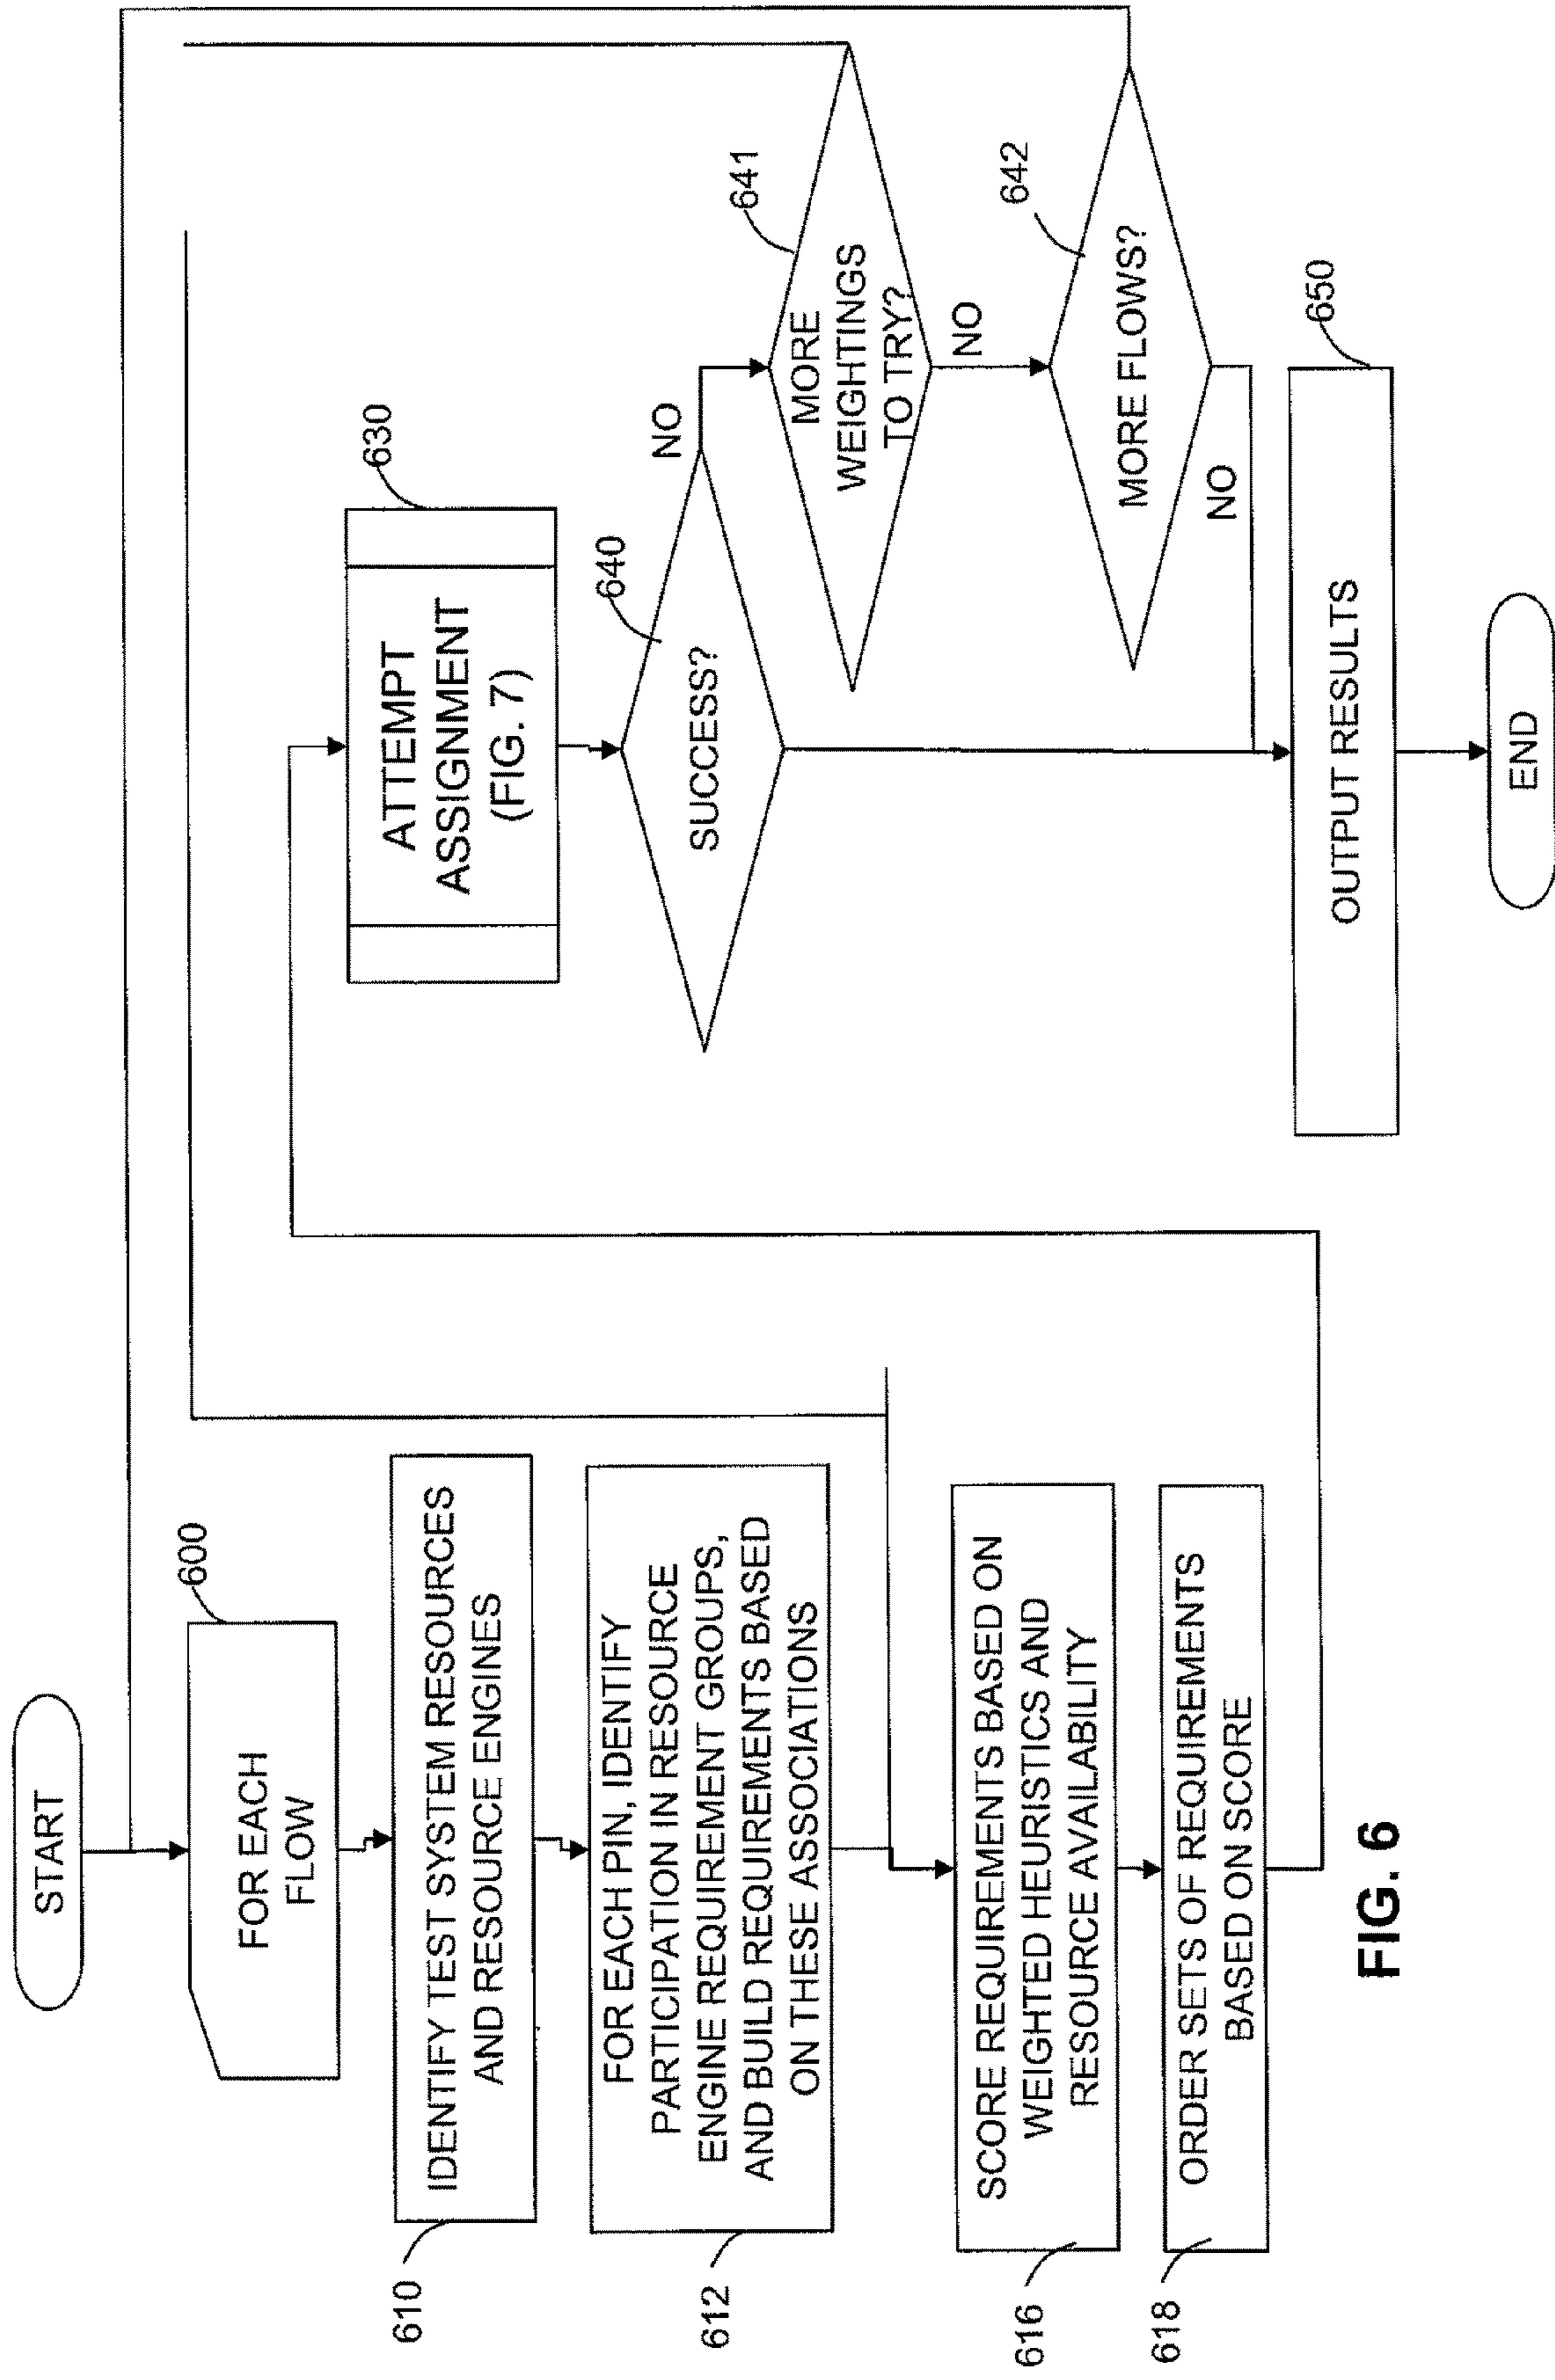 START
600
FOR EACH
FLOW
610
IDENTIFY TEST SYSTEM RESOURCES
AND RESOURCE ENGINES
612
FOR EACH PIN, IDENTIFY
PARTICIPATION IN RESOURCE
ENGINE REQUIREMENT GROUPS,
AND BUILD REQUIREMENTS BASED
ON THESE ASSOCIATIONS
616
SCORE REQUIREMENTS BASED ON
WEIGHTED HEURISTICS AND
RESOURCE AVAILABILITY
618
ORDER SETS OF REQUIREMENTS
BASED ON SCORE
630
ATTEMPT
ASSIGNMENT
(FIG. 7)
640
SUCCESS?
NO
641
MORE
WEIGHTINGS
TO TRY?
NO
642
MORE FLOWS?
NO
650
OUTPUT RESULTS
END
FIG. 6